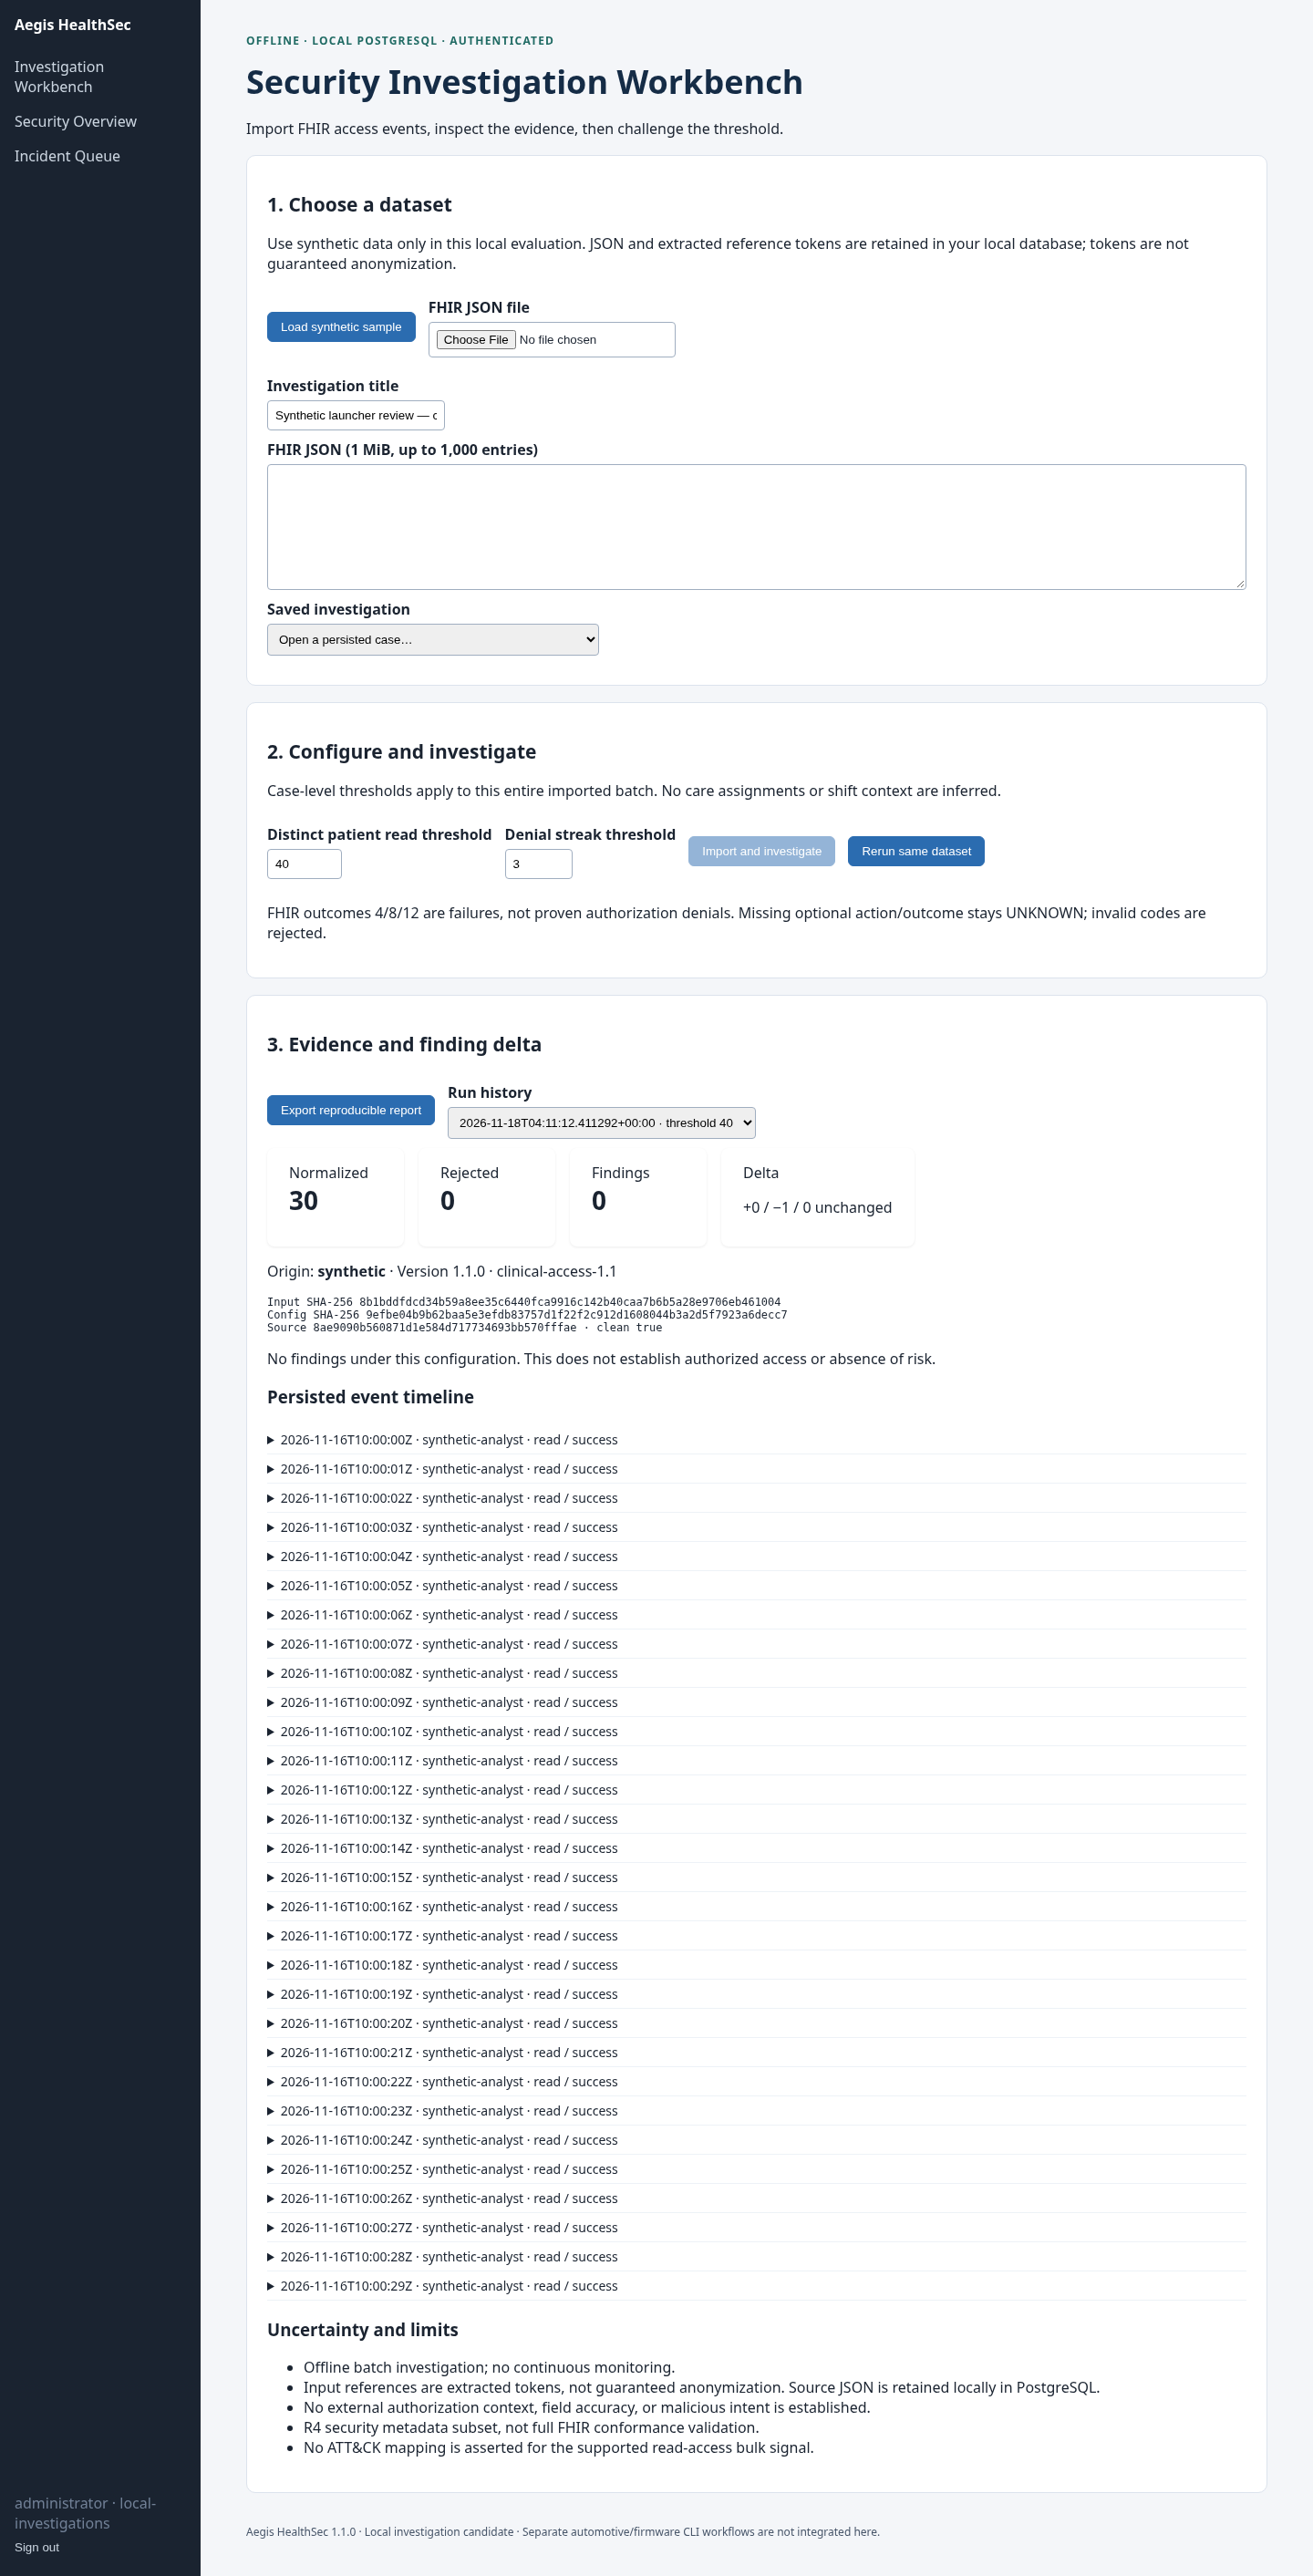 Aegis HealthSec
Investigation
Workbench
Security Overview
Incident Queue
administrator · local-
investigations
Sign out
OFFLINE · LOCAL POSTGRESQL · AUTHENTICATED
Security Investigation Workbench
Import FHIR access events, inspect the evidence, then challenge the threshold.
1. Choose a dataset
Use synthetic data only in this local evaluation. JSON and extracted reference tokens are retained in your local database; tokens are not
guaranteed anonymization.
Load synthetic sample
FHIR JSON file
Choose File No file chosen
Investigation title
Synthetic launcher review — c
FHIR JSON (1 MiB, up to 1,000 entries)
Saved investigation
Open a persisted case…
2. Configure and investigate
Case-level thresholds apply to this entire imported batch. No care assignments or shift context are inferred.
Distinct patient read threshold Denial streak threshold
40 3 Import and investigate Rerun same dataset
FHIR outcomes 4/8/12 are failures, not proven authorization denials. Missing optional action/outcome stays UNKNOWN; invalid codes are
rejected.
3. Evidence and finding delta
Export reproducible report
Run history
2026-11-18T04:11:12.411292+00:00 · threshold 40
Normalized Rejected Findings Delta
30 0 0 +0 / −1 / 0 unchanged
Origin: synthetic · Version 1.1.0 · clinical-access-1.1
Input SHA-256 8b1bddfdcd34b59a8ee35c6440fca9916c142b40caa7b6b5a28e9706eb461004
Config SHA-256 9efbe04b9b62baa5e3efdb83757d1f22f2c912d1608044b3a2d5f7923a6decc7
Source 8ae9090b560871d1e584d717734693bb570fffae · clean true
No findings under this configuration. This does not establish authorized access or absence of risk.
Persisted event timeline
2026-11-16T10:00:00Z · synthetic-analyst · read / success
2026-11-16T10:00:01Z · synthetic-analyst · read / success
2026-11-16T10:00:02Z · synthetic-analyst · read / success
2026-11-16T10:00:03Z · synthetic-analyst · read / success
2026-11-16T10:00:04Z · synthetic-analyst · read / success
2026-11-16T10:00:05Z · synthetic-analyst · read / success
2026-11-16T10:00:06Z · synthetic-analyst · read / success
2026-11-16T10:00:07Z · synthetic-analyst · read / success
2026-11-16T10:00:08Z · synthetic-analyst · read / success
2026-11-16T10:00:09Z · synthetic-analyst · read / success
2026-11-16T10:00:10Z · synthetic-analyst · read / success
2026-11-16T10:00:11Z · synthetic-analyst · read / success
2026-11-16T10:00:12Z · synthetic-analyst · read / success
2026-11-16T10:00:13Z · synthetic-analyst · read / success
2026-11-16T10:00:14Z · synthetic-analyst · read / success
2026-11-16T10:00:15Z · synthetic-analyst · read / success
2026-11-16T10:00:16Z · synthetic-analyst · read / success
2026-11-16T10:00:17Z · synthetic-analyst · read / success
2026-11-16T10:00:18Z · synthetic-analyst · read / success
2026-11-16T10:00:19Z · synthetic-analyst · read / success
2026-11-16T10:00:20Z · synthetic-analyst · read / success
2026-11-16T10:00:21Z · synthetic-analyst · read / success
2026-11-16T10:00:22Z · synthetic-analyst · read / success
2026-11-16T10:00:23Z · synthetic-analyst · read / success
2026-11-16T10:00:24Z · synthetic-analyst · read / success
2026-11-16T10:00:25Z · synthetic-analyst · read / success
2026-11-16T10:00:26Z · synthetic-analyst · read / success
2026-11-16T10:00:27Z · synthetic-analyst · read / success
2026-11-16T10:00:28Z · synthetic-analyst · read / success
2026-11-16T10:00:29Z · synthetic-analyst · read / success
Uncertainty and limits
Offline batch investigation; no continuous monitoring.
Input references are extracted tokens, not guaranteed anonymization. Source JSON is retained locally in PostgreSQL.
No external authorization context, field accuracy, or malicious intent is established.
R4 security metadata subset, not full FHIR conformance validation.
No ATT&CK mapping is asserted for the supported read-access bulk signal.
Aegis HealthSec 1.1.0 · Local investigation candidate · Separate automotive/firmware CLI workflows are not integrated here.